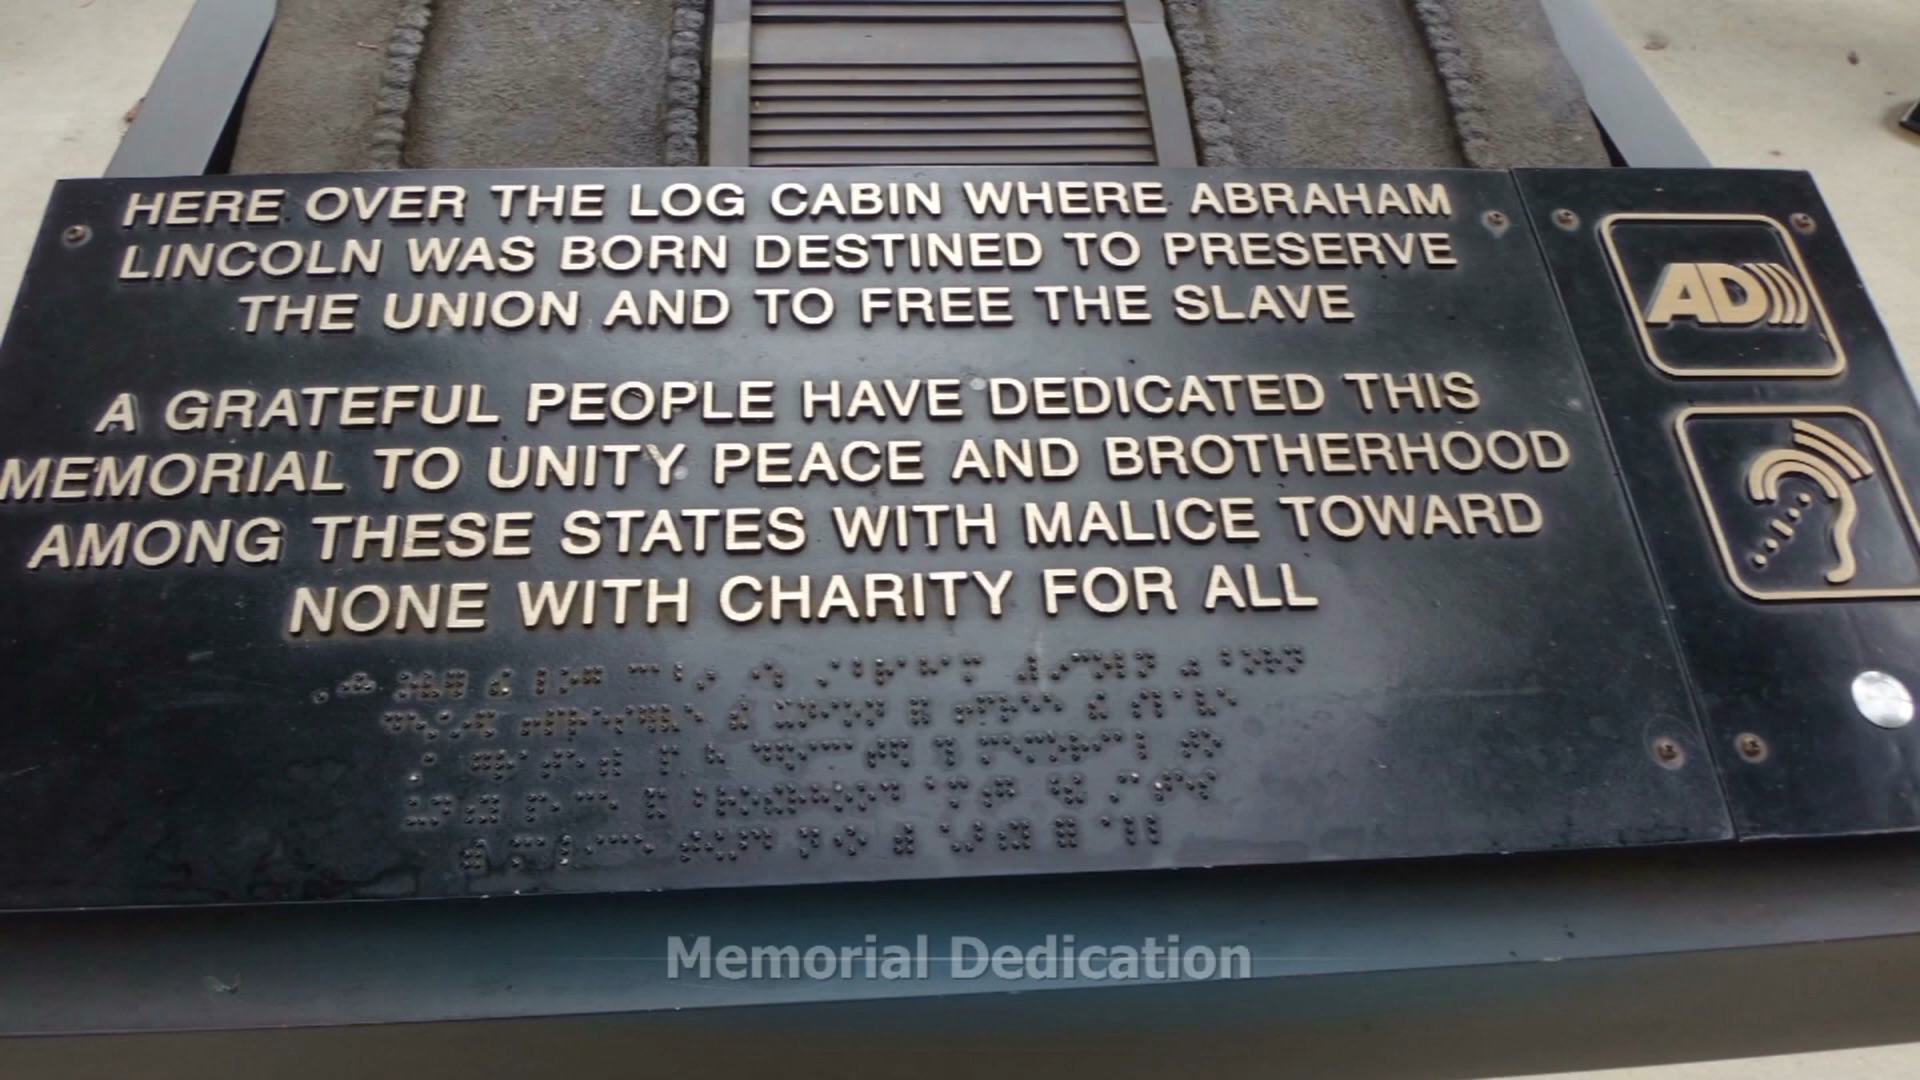 HERE OVER THE LOG CABIN WHERE ABRAHAM
LINCOLN WAS BORN DESTINED TO PRESERVE
THE UNION AND TO FREE THE SLAVE
A GRATEFUL PEOPLE HAVE DEDICATED THIS
MEMORIAL TO UNITY PEACE AND BROTHERHOOD
AMONG THESE STATES WITH MALICE TOWARD
NONE WITH CHARITY FOR ALL
AD)))
Memorial Dedication